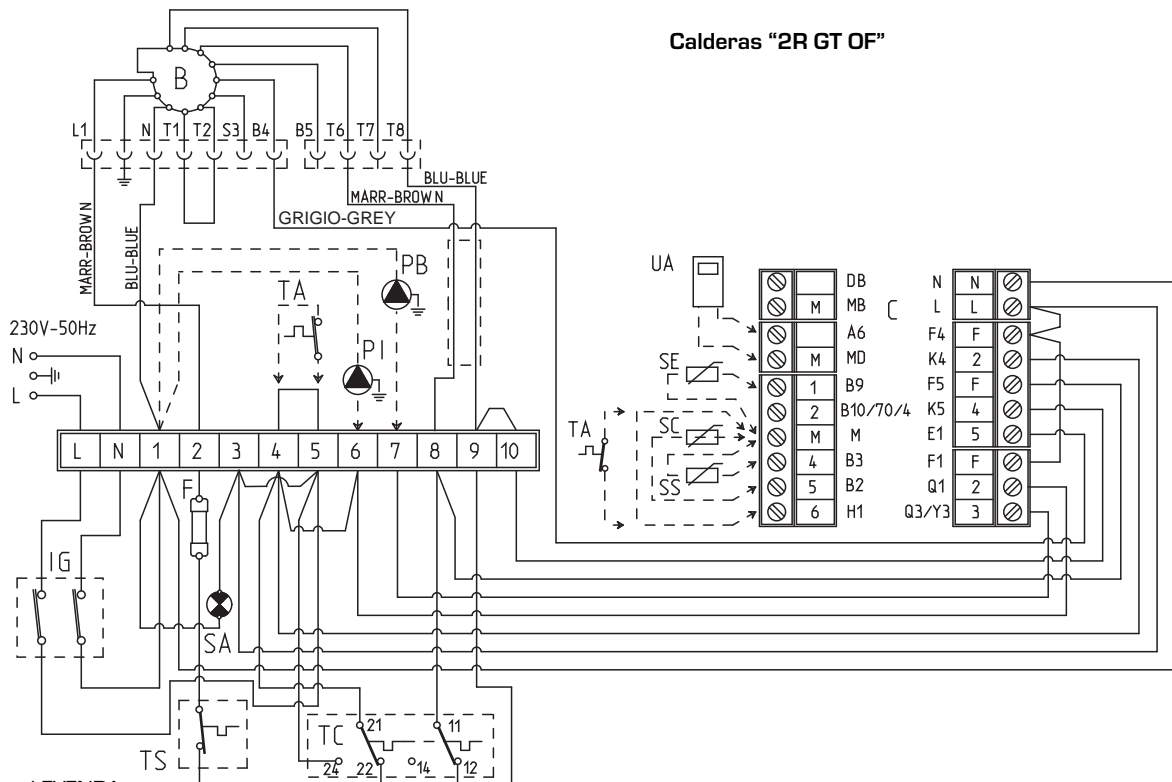 Calderas “2R GT OF”
B
L1 N T1 T2 S3 B4 B5 T6 T7 T8
BLU-BLUE
MARR-BROWN
GRIGIO-GREY
MARR-BROWN
BLU-BLUE
PB
TA
PI
230V-50Hz
N
L
L N 1 2 3 4 5 6 7 8 9 10
F
IG
SA
TS
TC
21 11
24 22 14 12
UA
SE
SC
SS
TA
C
DB
M MB
A6
M MD
1 B9
2 B10/70/4
M M
4 B3
5 B2
6 H1
N N
L L
F4 F
K4 2
F5 F
K5 4
E1 5
F1 F
Q1 2
Q3/Y3 3